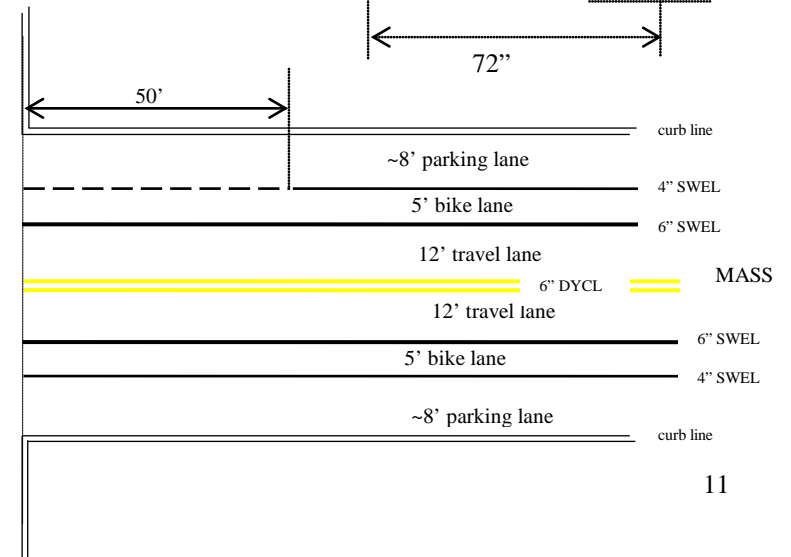 72”
50’
curb line
~8’ parking lane
4” SWEL
5’ bike lane
6” SWEL
12’ travel lane
MASS
6” DYCL
12’ travel lane
6” SWEL
5’ bike lane
4” SWEL
~8’ parking lane
curb line
11